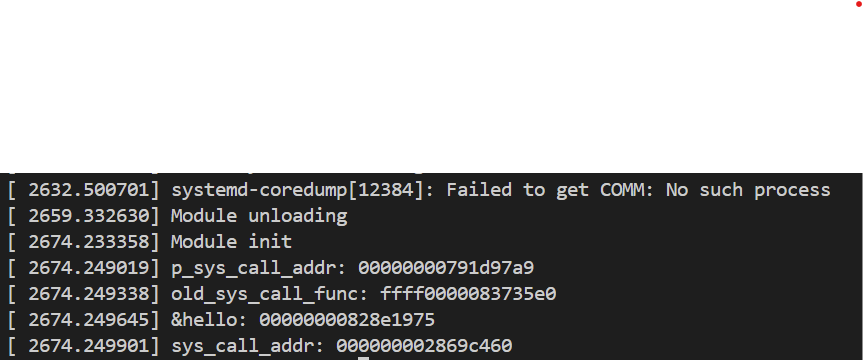 [ 2632.500701] systemd-coredump[12384]: Failed to get COMM: No such process
[ 2659.332630] Module unloading
[ 2674.233358] Module init
[ 2674.249019] p_sys_call_addr: 00000000791d97a9
[ 2674.249338] old_sys_call_func: ffff0000083735e0
[ 2674.249645] &hello: 00000000828e1975
[ 2674.249901] sys_call_addr: 000000002869c460